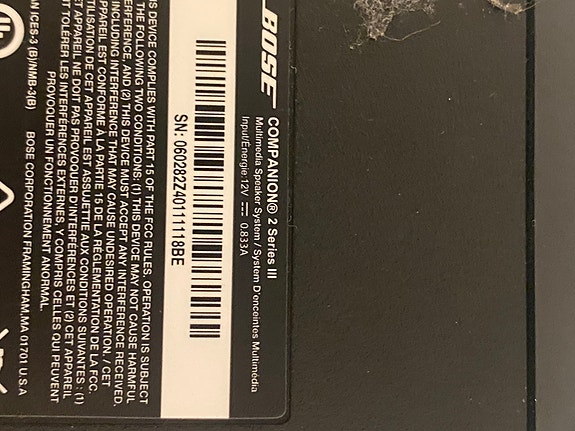 BOSE
COMPANION® 2 Series III
Multimedia Speaker System / System D'enceintes Multimédia
Input/Énergie:12V ⎓ 0.833A
SN: 060282Z40111118BE
S DEVICE COMPLIES WITH PART 15 OF THE FCC RULES. OPERATION IS SUBJECT
THE FOLLOWING TWO CONDITIONS: (1) THIS DEVICE MAY NOT CAUSE HARMFUL
ERFERENCE, AND (2) THIS DEVICE MUST ACCEPT ANY INTERFERENCE RECEIVED,
INCLUDING INTERFERENCE THAT MAY CAUSE UNDESIRED OPERATION. / CET
APPAREIL EST CONFORME À LA PARTIE 15 DE LA RÉGLEMENTATION DE LA FCC.
TILISATION DE CET APPAREIL EST ASSUJETTIE AUX CONDITIONS SUIVANTES : (1)
T APPAREIL NE DOIT PAS PROVOQUER D'INTERFERENCES ET (2) CET APPAREIL
IT TOLÉRER LES INTERFÉRENCES EXTERNES, Y COMPRIS CELLES QUI PEUVENT
PROVOQUER UN FONCTIONNEMENT ANORMAL.
AN ICES-3 (B)/NMB-3(B) BOSE CORPORATION FRAMINGHAM,MA 01701 U.S.A